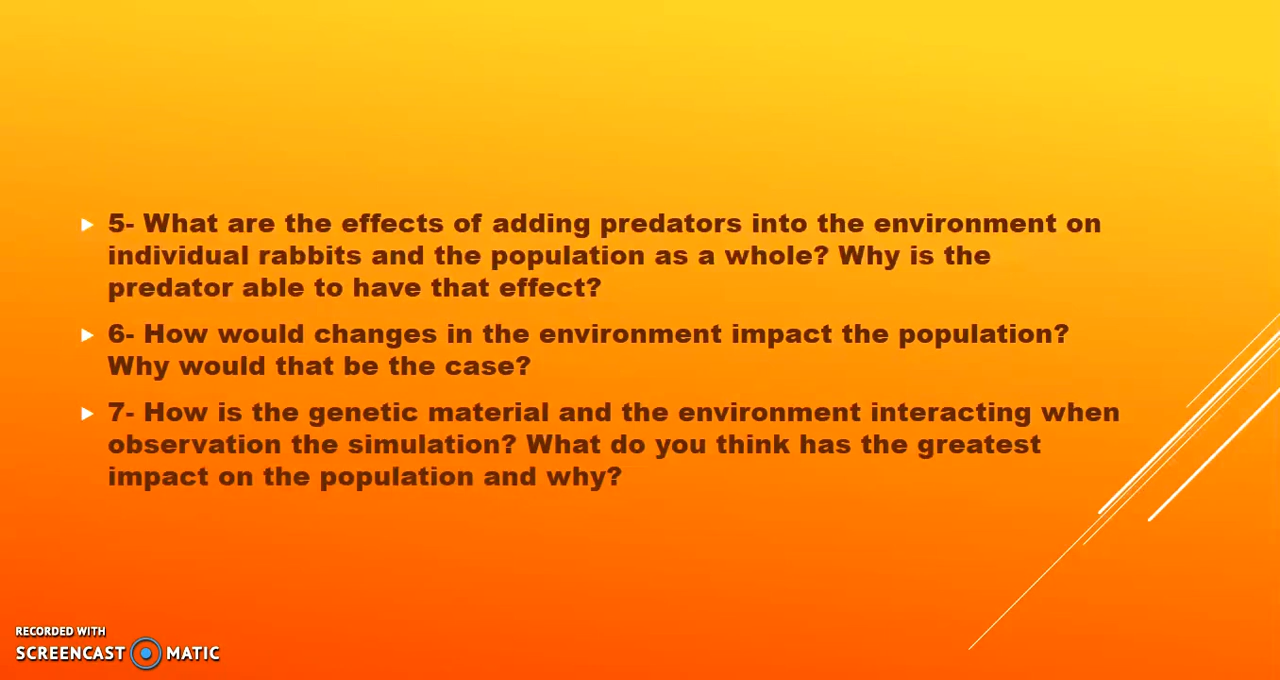 5- What are the effects of adding predators into the environment on
individual rabbits and the population as a whole? Why is the
predator able to have that effect?
6- How would changes in the environment impact the population?
Why would that be the case?
7- How is the genetic material and the environment interacting when
observation the simulation? What do you think has the greatest
impact on the population and why?
RECORDED WITH
SCREENCAST MATIC